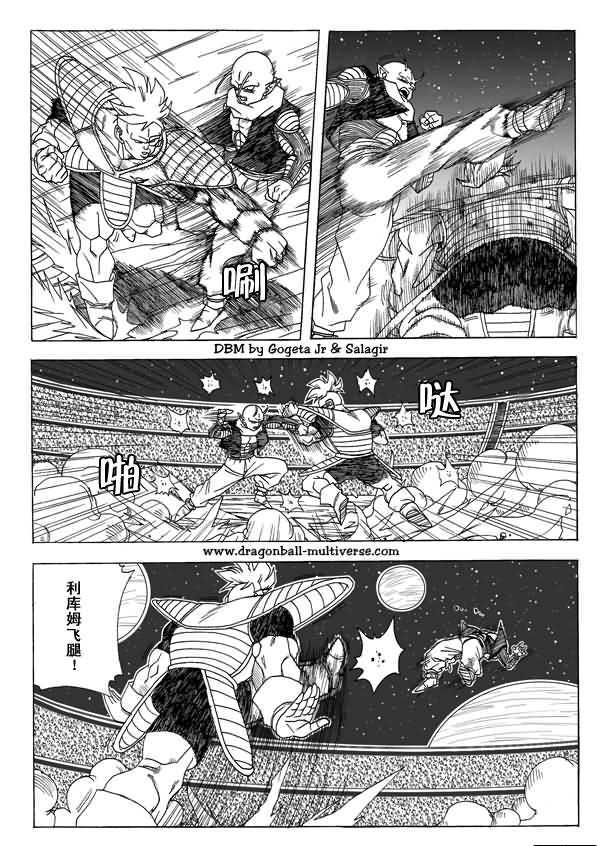 唰
DBM by Gogeta Jr & Salagir
哒
啪
www.dragonball-multiverse.com
利库姆飞腿！